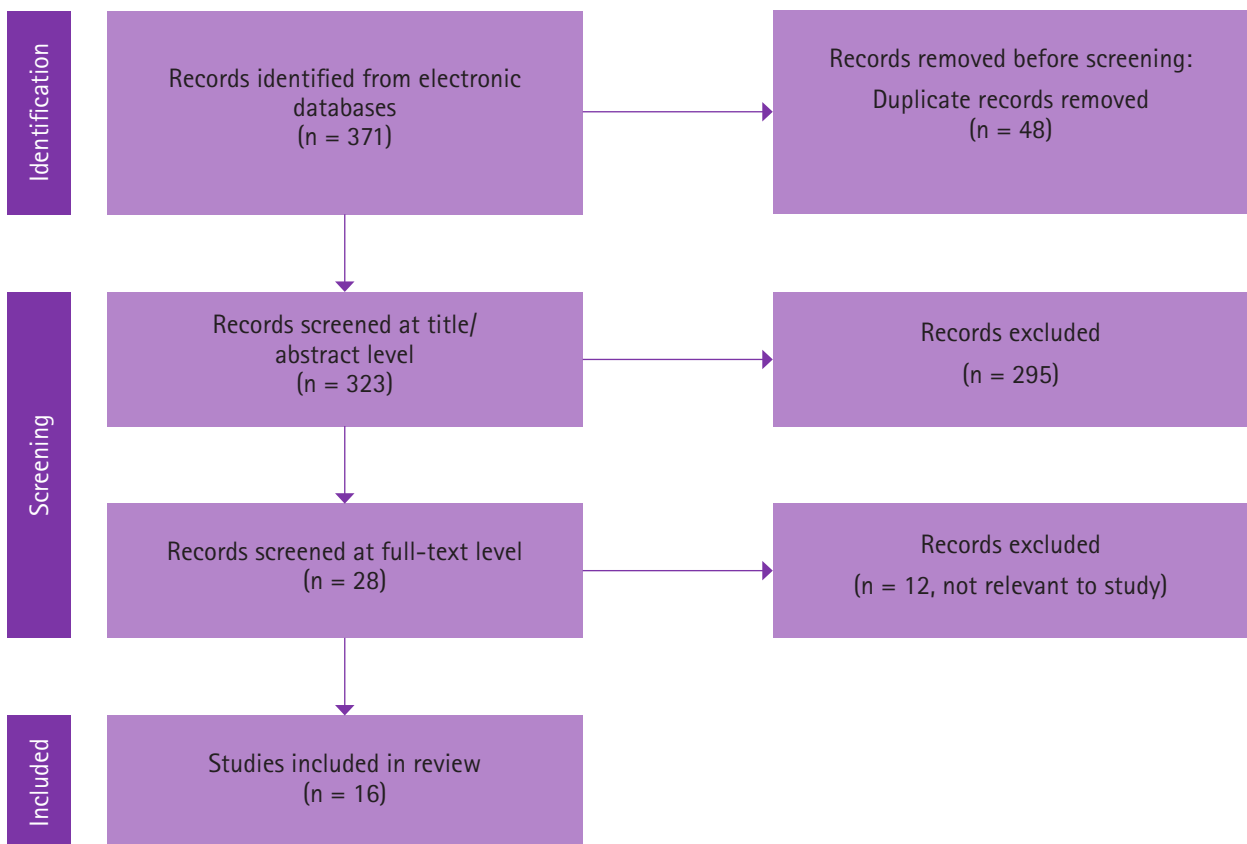 Identification
Records identified from electronic
databases
(n = 371)
Records removed before screening:
Duplicate records removed
(n = 48)
Screening
Records screened at title/
abstract level
(n = 323)
Records excluded
(n = 295)
Records screened at full-text level
(n = 28)
Records excluded
(n = 12, not relevant to study)
Included
Studies included in review
(n = 16)